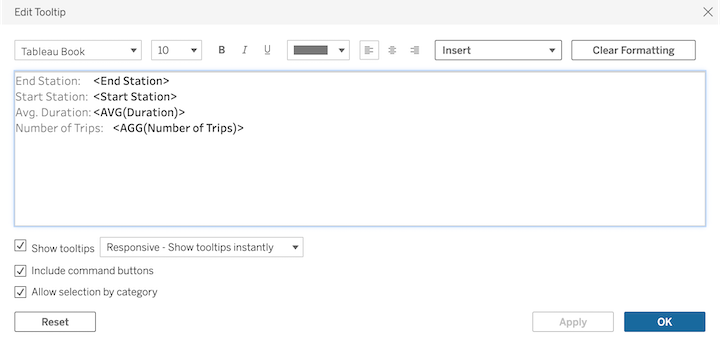 Edit Tooltip
Tableau Book 10 B I U Insert Clear Formatting
End Station: <End Station>
Start Station: <Start Station>
Avg. Duration: <AVG(Duration)>
Number of Trips: <AGG(Number of Trips)>
Show tooltips Responsive - Show tooltips instantly
Include command buttons
Allow selection by category
Reset Apply OK